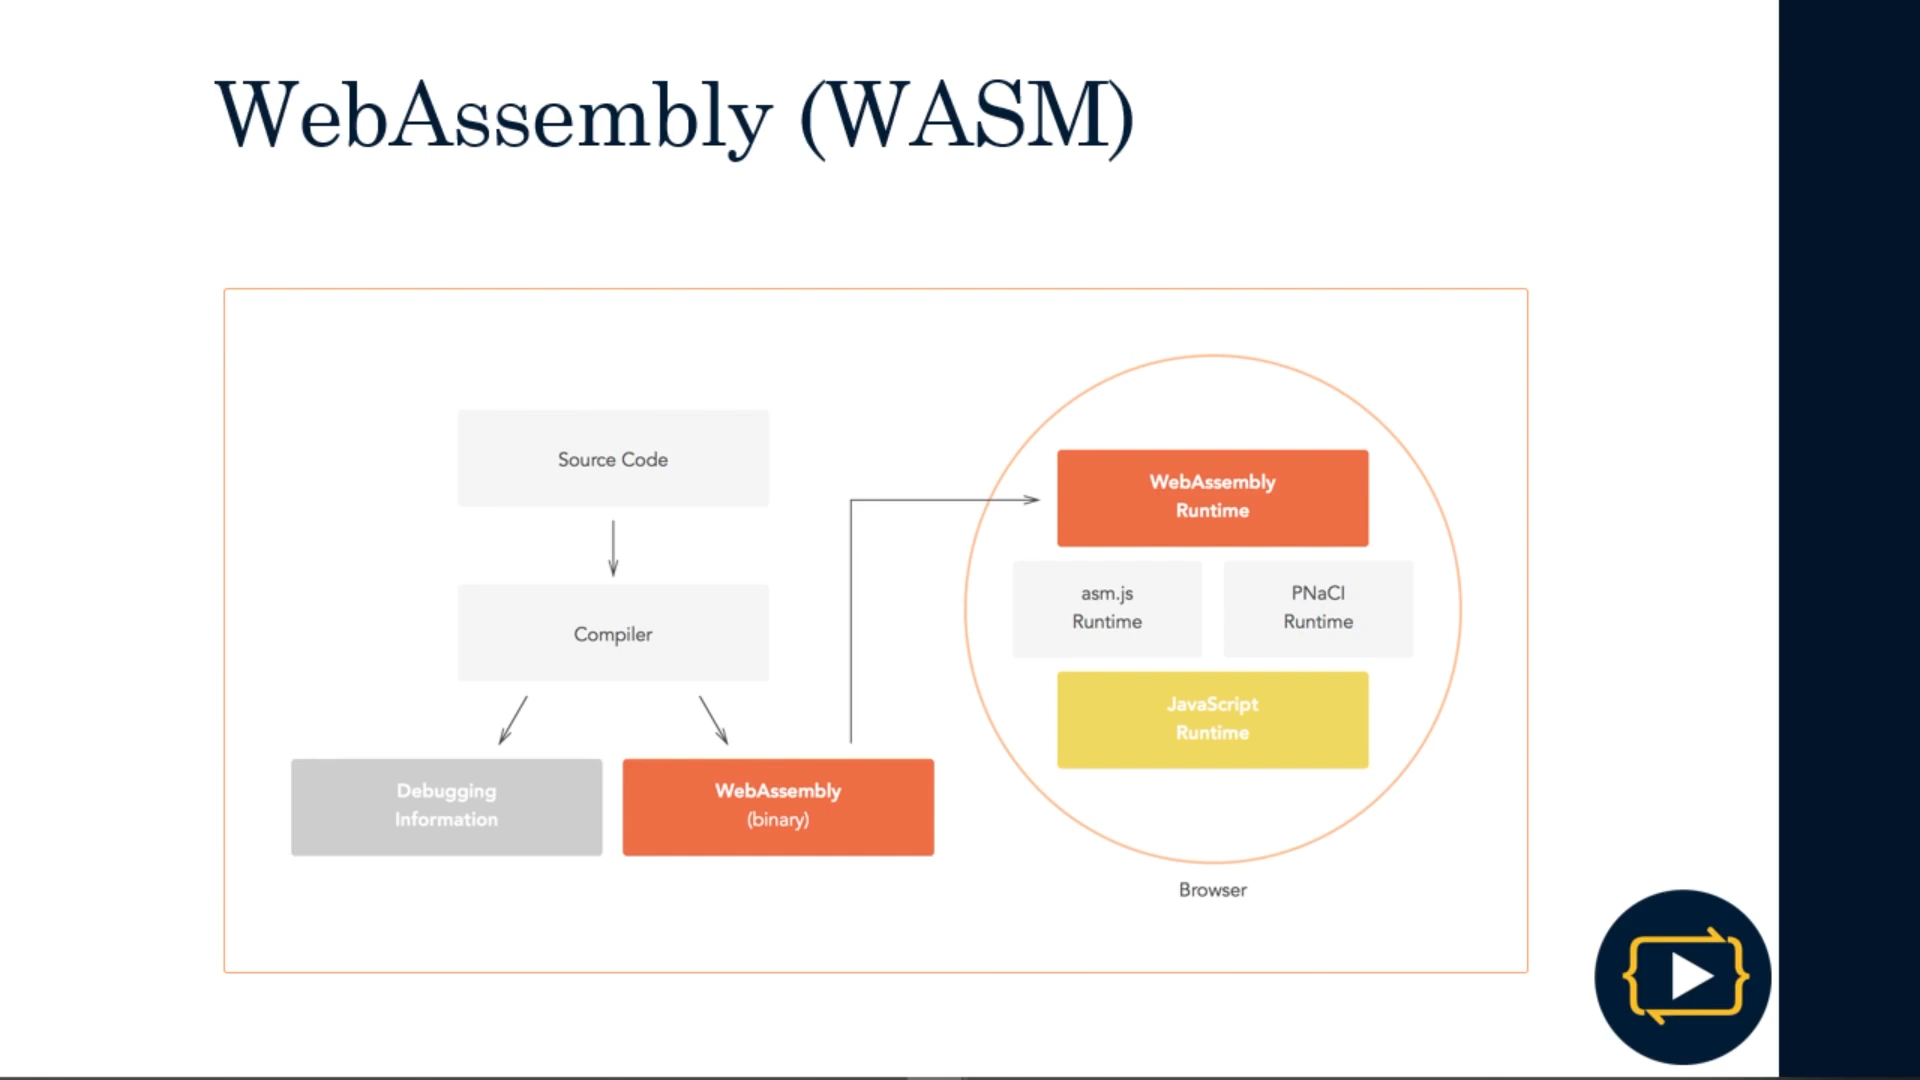 WebAssembly (WASM)
Source Code
Compiler
Debugging
Information
WebAssembly
(binary)
WebAssembly
Runtime
asm.js
Runtime
PNaCl
Runtime
JavaScript
Runtime
Browser